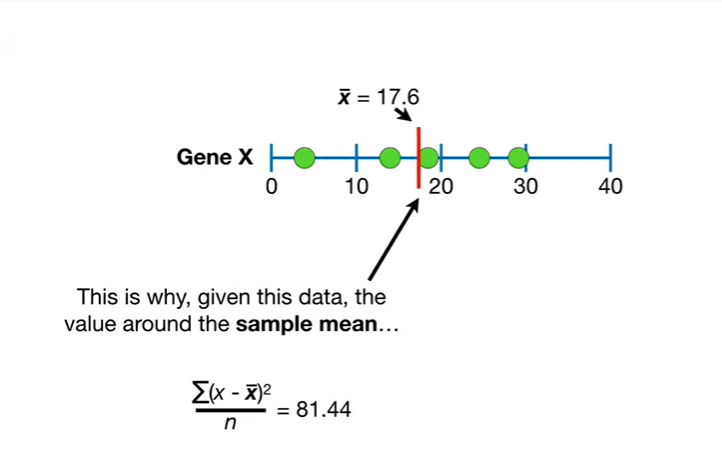 x̄ = 17.6
Gene X
0 10 20 30 40
This is why, given this data, the
value around the sample mean…
∑(x - x̄)²
n
= 81.44